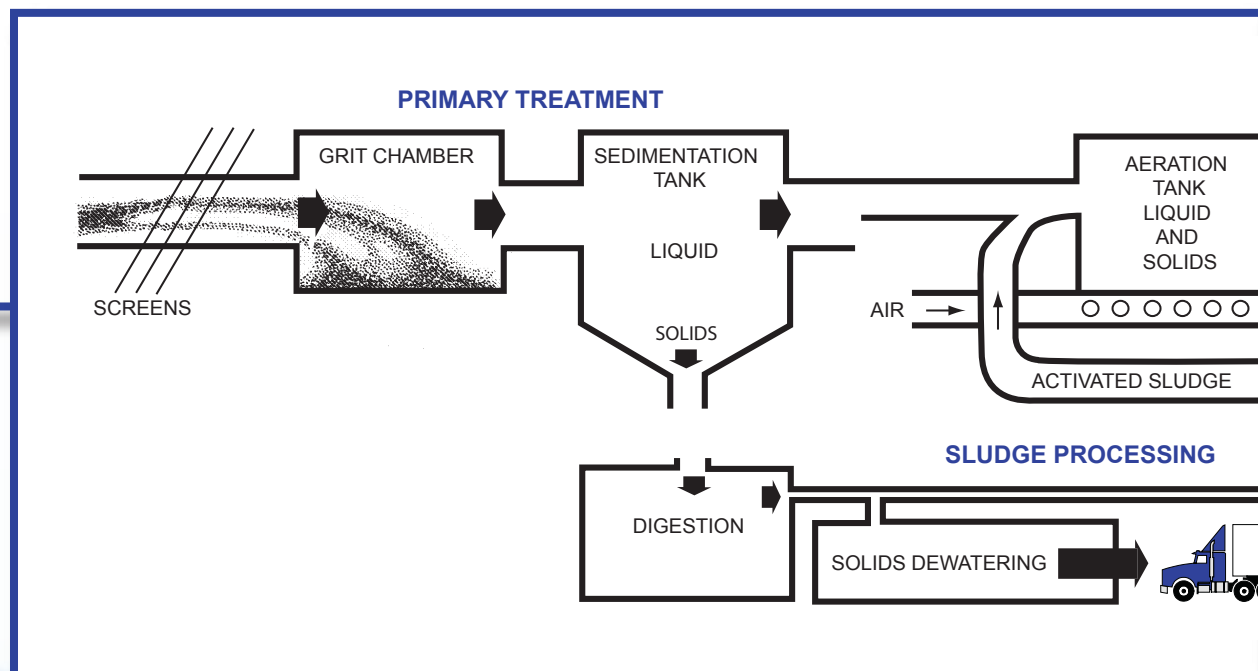 PRIMARY TREATMENT
GRIT CHAMBER
SEDIMENTATION
TANK
LIQUID
SOLIDS
SCREENS
AERATION
TANK
LIQUID
AND
SOLIDS
AIR
ACTIVATED SLUDGE
SLUDGE PROCESSING
DIGESTION
SOLIDS DEWATERING